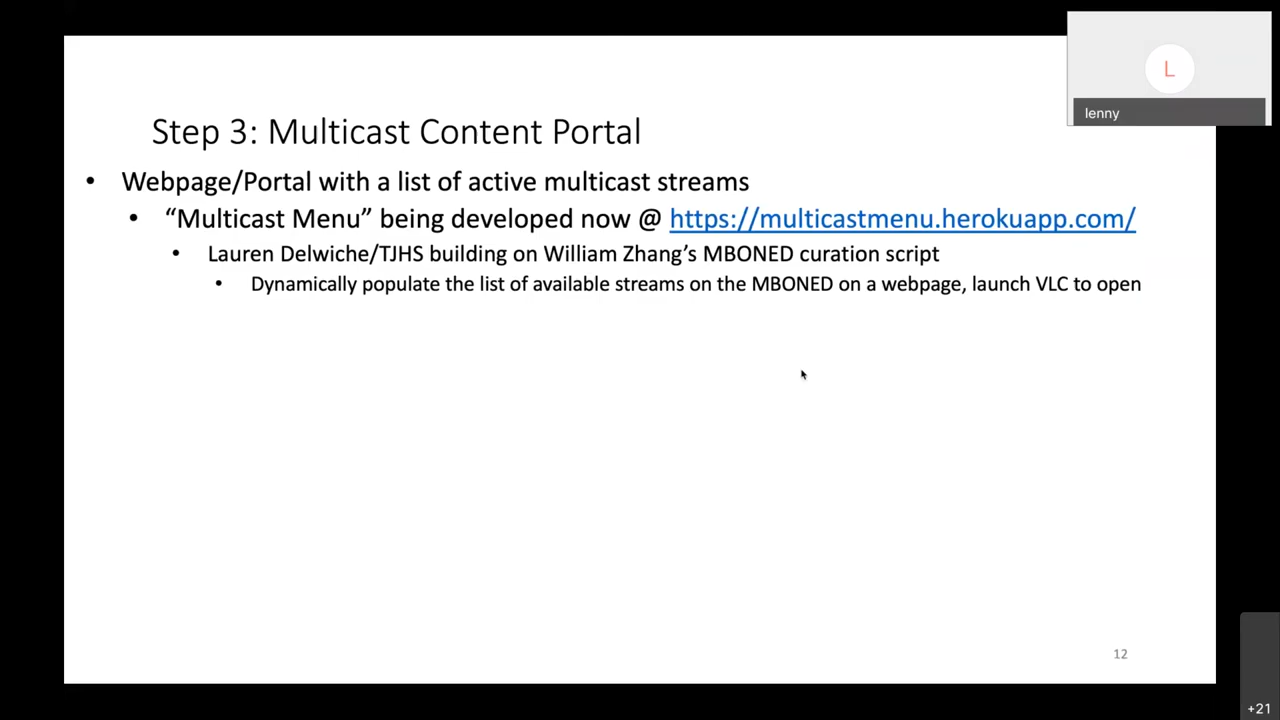 L
lenny
Step 3: Multicast Content Portal
• Webpage/Portal with a list of active multicast streams
• “Multicast Menu” being developed now @ https://multicastmenu.herokuapp.com/
• Lauren Delwiche/TJHS building on William Zhang’s MBONED curation script
• Dynamically populate the list of available streams on the MBONED on a webpage, launch VLC to open
12
+21